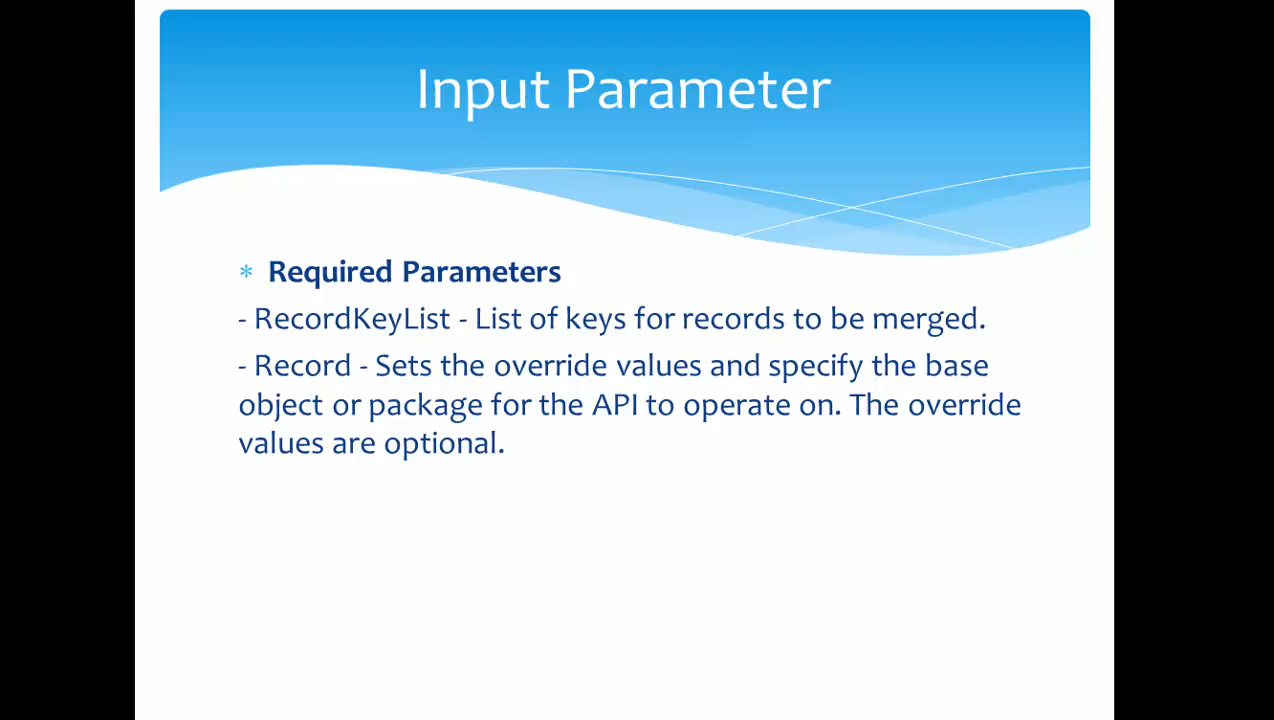 Input Parameter
* Required Parameters
- RecordKeyList - List of keys for records to be merged.
- Record - Sets the override values and specify the base
object or package for the API to operate on. The override
values are optional.